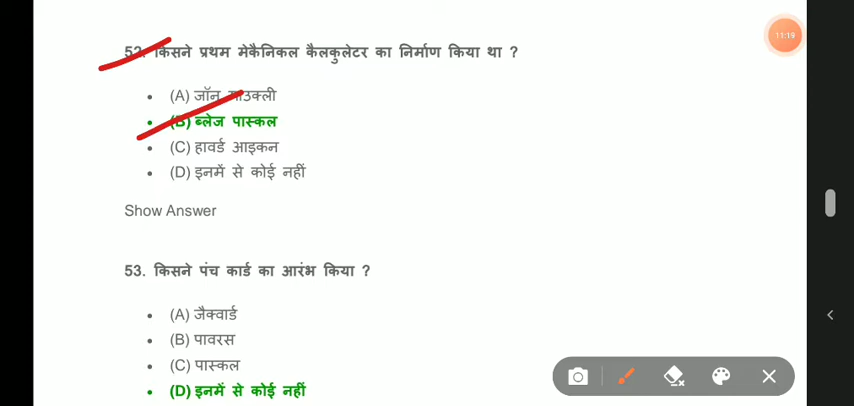 11:19
52. किसने प्रथम मेकैनिकल कैलकुलेटर का निर्माण किया था ?
(A) जॉन माउक्ली
(B) ब्लेज पास्कल
(C) हावर्ड आइकन
(D) इनमें से कोई नहीं
Show Answer
53. किसने पंच कार्ड का आरंभ किया ?
(A) जैक्वार्ड
(B) पावरस
(C) पास्कल
(D) इनमें से कोई नहीं